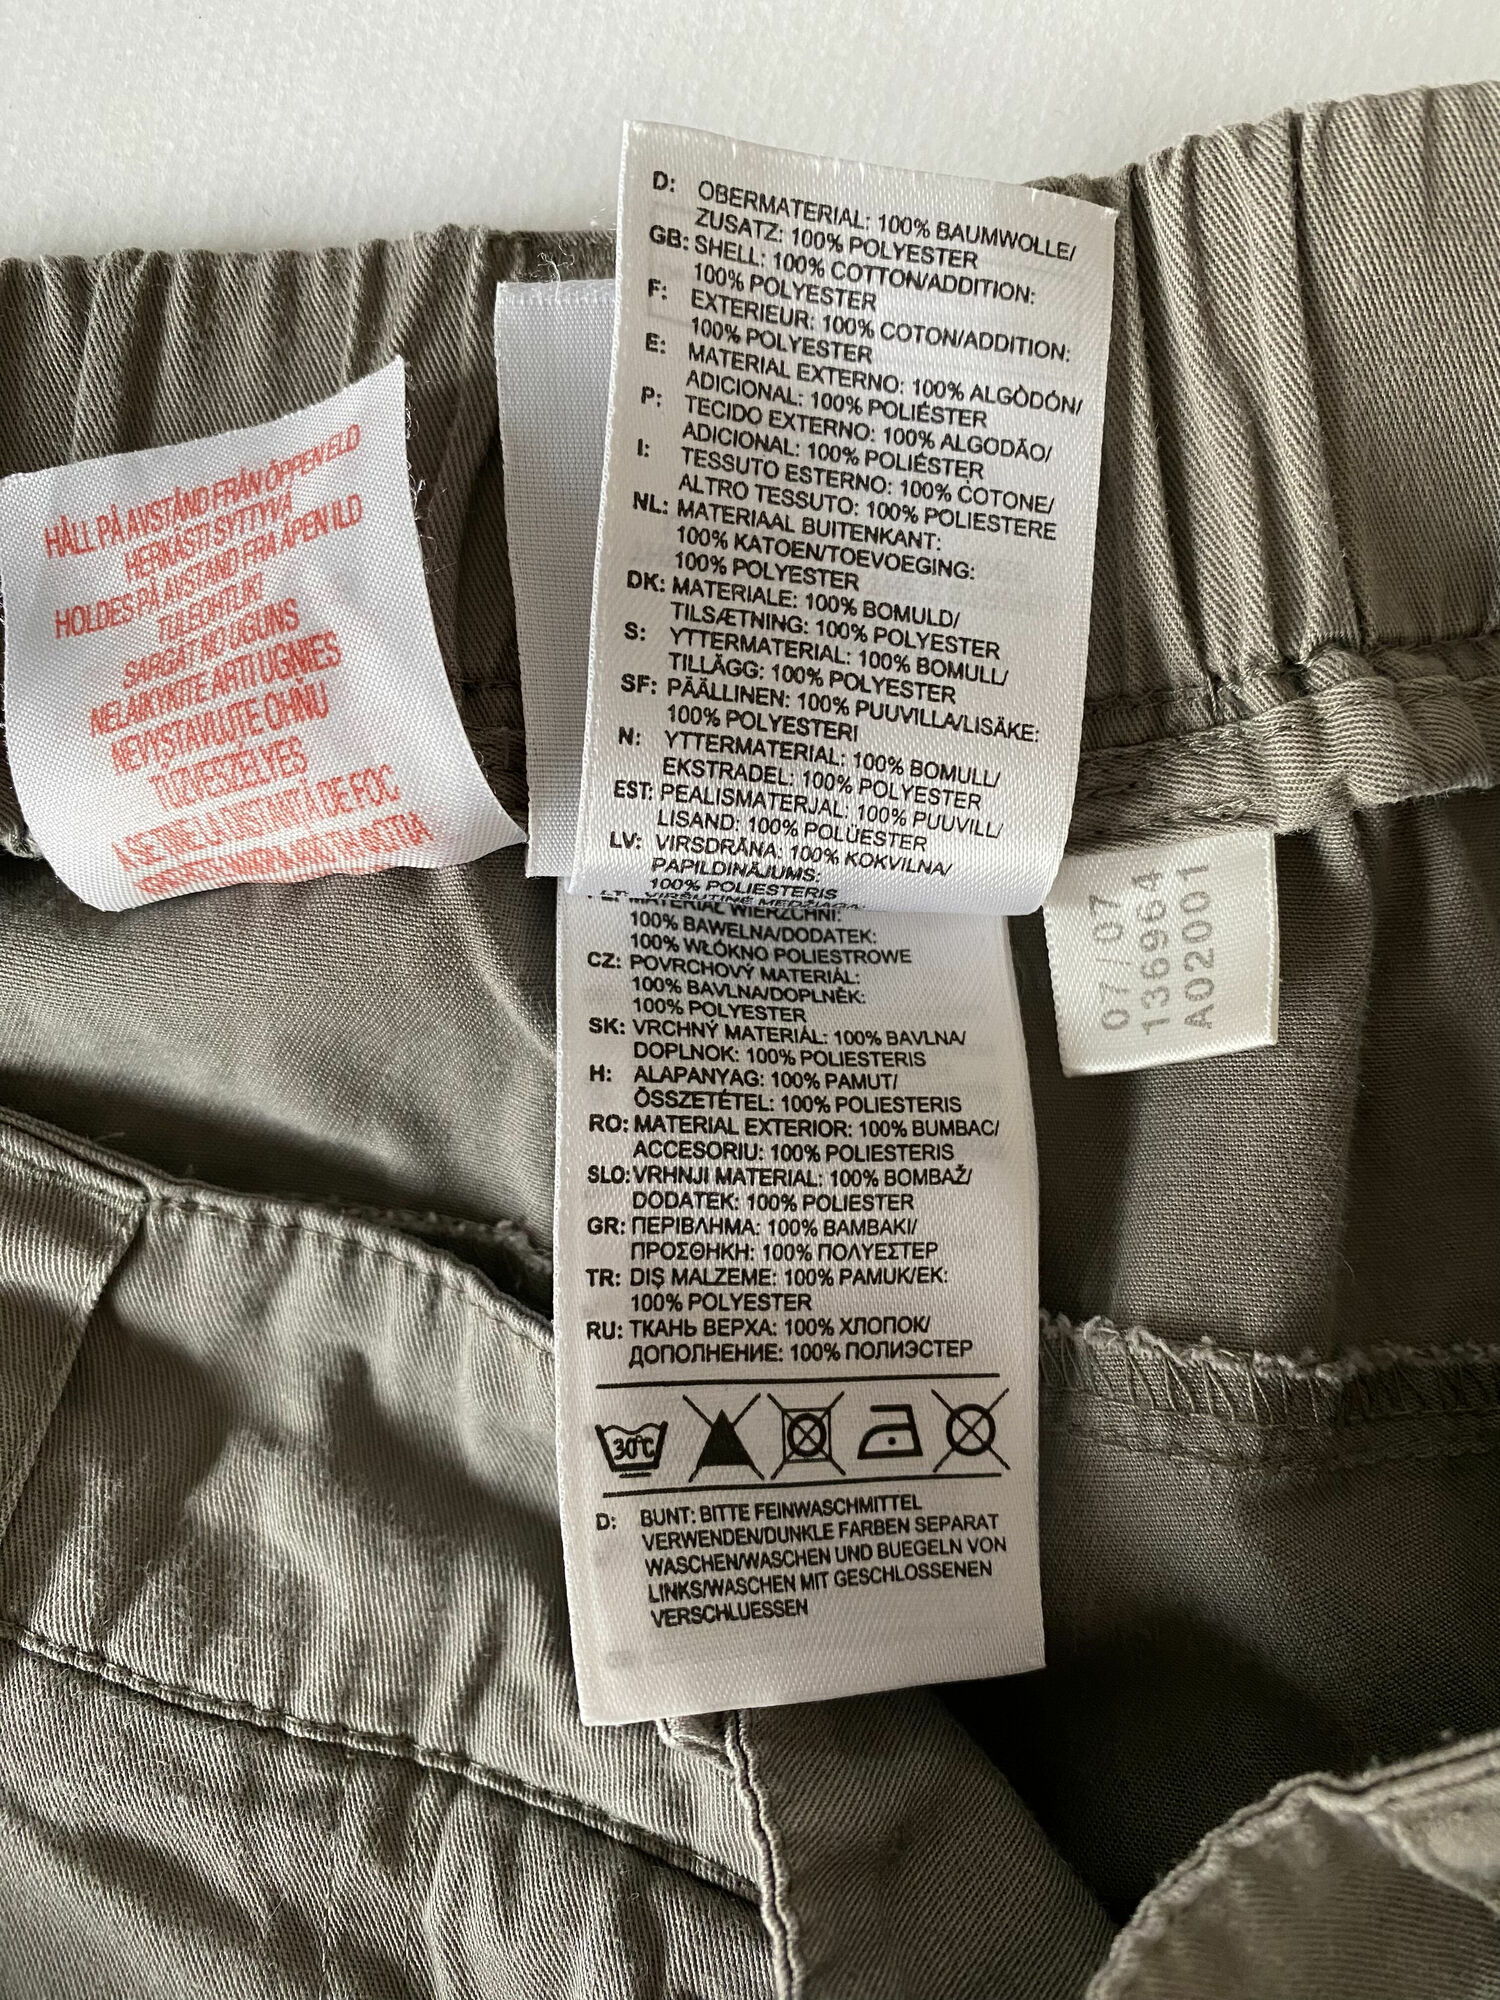 HÅLL PÅ AVSTÅND FRÅN ÖPPEN ELD
HERKÄSTI SYTTYVÄ
HOLDES PÅ AVSTAND FRA ÅPEN ILD
TULEOHTLIK!
SARGĀT NO UGUNS
NELAIKYKITE ARTI UGNIES
NEVYSTAVUJTE OHŇU
TŰZVESZÉLYES
A SE ŢINE LA DISTANŢĂ DE FOC
D: OBERMATERIAL: 100% BAUMWOLLE/
ZUSATZ: 100% POLYESTER
GB: SHELL: 100% COTTON/ADDITION:
100% POLYESTER
F: EXTERIEUR: 100% COTON/ADDITION:
100% POLYESTER
E: MATERIAL EXTERNO: 100% ALGÒDÓN/
ADICIONAL: 100% POLIÉSTER
P: TECIDO EXTERNO: 100% ALGODÃO/
ADICIONAL: 100% POLIÉSTER
I: TESSUTO ESTERNO: 100% COTONE/
ALTRO TESSUTO: 100% POLIESTERE
NL: MATERIAAL BUITENKANT:
100% KATOEN/TOEVOEGING:
100% POLYESTER
DK: MATERIALE: 100% BOMULD/
TILSÆTNING: 100% POLYESTER
S: YTTERMATERIAL: 100% BOMULL/
TILLÄGG: 100% POLYESTER
SF: PÄÄLLINEN: 100% PUUVILLA/LISÄKE:
100% POLYESTERI
N: YTTERMATERIAL: 100% BOMULL/
EKSTRADEL: 100% POLYESTER
EST: PEALISMATERJAL: 100% PUUVILL/
LISAND: 100% POLÜESTER
LV: VIRSDRĀNA: 100% KOKVILNA/
PAPILDINĀJUMS:
100% POLIESTERIS
LT: VIRŠUTINĖ MEDŽIAGA:
MATERIAŁ WIERZCHNI:
100% BAWEŁNA/DODATEK:
100% WŁÓKNO POLIESTROWE
CZ: POVRCHOVÝ MATERIÁL:
100% BAVLNA/DOPLNĚK:
100% POLYESTER
SK: VRCHNÝ MATERIÁL: 100% BAVLNA/
DOPLNOK: 100% POLIESTERIS
H: ALAPANYAG: 100% PAMUT/
ÖSSZETÉTEL: 100% POLIESTERIS
RO: MATERIAL EXTERIOR: 100% BUMBAC/
ACCESORIU: 100% POLIESTERIS
SLO: VRHNJI MATERIAL: 100% BOMBAŽ/
DODATEK: 100% POLIESTER
GR: ΠΕΡΙΒΛΗΜΑ: 100% BAMBAKI/
ΠΡΟΣΘΗΚΗ: 100% ΠΟΛΥΕΣΤΕΡ
TR: DIŞ MALZEME: 100% PAMUK/EK:
100% POLYESTER
RU: ТКАНЬ ВЕРХА: 100% ХЛОПОК/
ДОПОЛНЕНИЕ: 100% ПОЛИЭСТЕР
30°C
D: BUNT: BITTE FEINWASCHMITTEL
VERWENDEN/DUNKLE FARBEN SEPARAT
WASCHEN/WASCHEN UND BUEGELN VON
LINKS/WASCHEN MIT GESCHLOSSENEN
VERSCHLUESSEN
07/07
136964
A02001